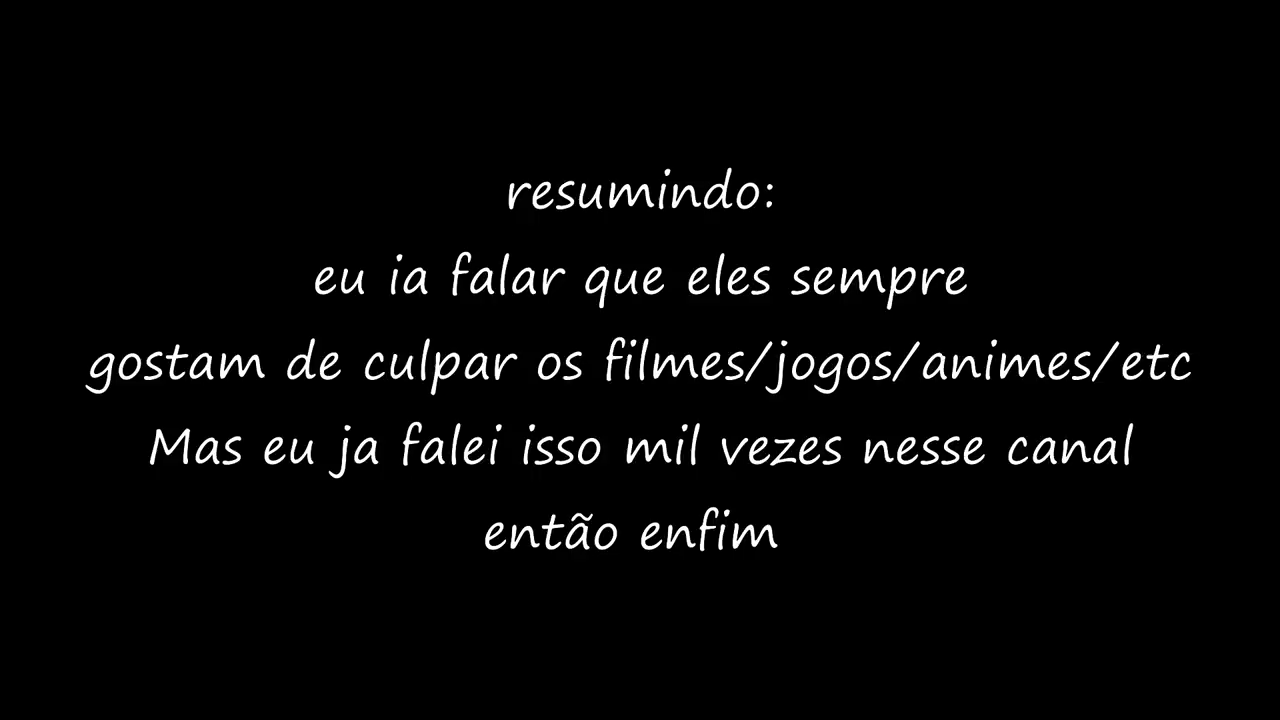 resumindo:
eu ia falar que eles sempre
gostam de culpar os filmes/jogos/animes/etc
Mas eu ja falei isso mil vezes nesse canal
então enfim